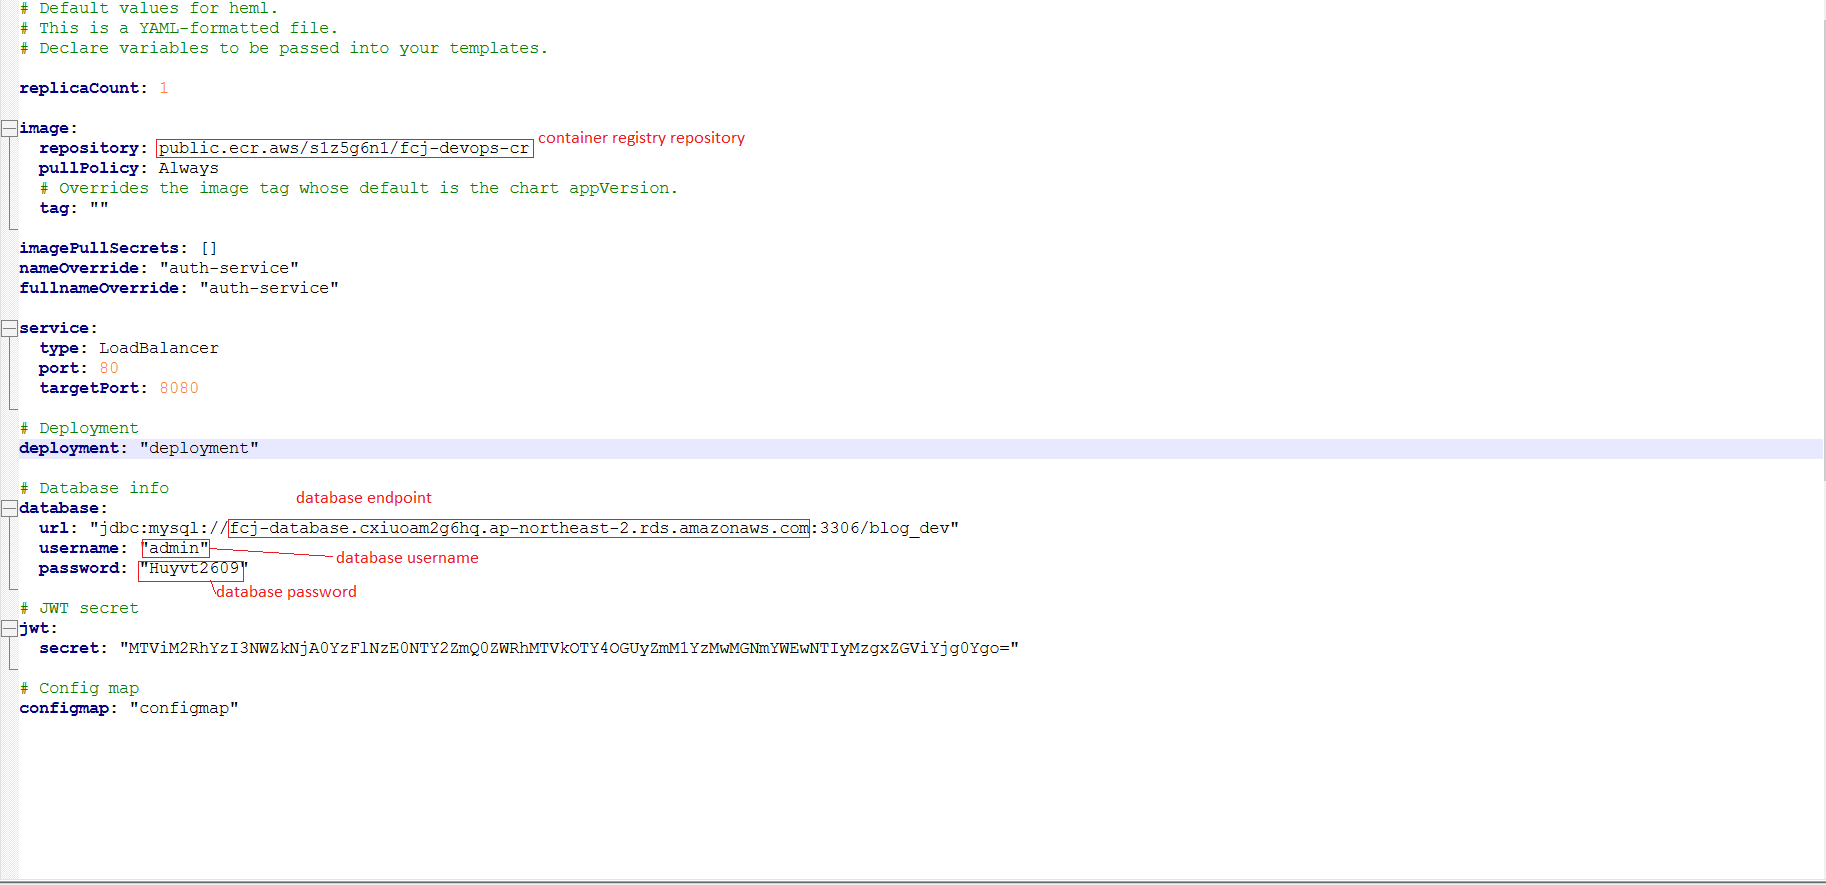 # Default values for heml.
# This is a YAML-formatted file.
# Declare variables to be passed into your templates.
replicaCount: 1
image:
container registry repository
repository: public.ecr.aws/s1z5g6n1/fcj-devops-cr
pullPolicy: Always
# Overrides the image tag whose default is the chart appVersion.
tag: ""
imagePullSecrets: []
nameOverride: "auth-service"
fullnameOverride: "auth-service"
service:
type: LoadBalancer
port: 80
targetPort: 8080
# Deployment
deployment: "deployment"
# Database info
database endpoint
database:
url: "jdbc:mysql://fcj-database.cxiuoam2g6hq.ap-northeast-2.rds.amazonaws.com:3306/blog_dev"
username: "admin"
database username
password: "Huyvt2609"
database password
# JWT secret
jwt:
secret: "MTViM2RhYzI3NWZkNjA0YzFlNzE0NTY2ZmQ0ZWRhMTVkOTY4OGUyZmM1YzMwMGNmYWEwNTIyMzgxZGViYjg0Ygo="
# Config map
configmap: "configmap"